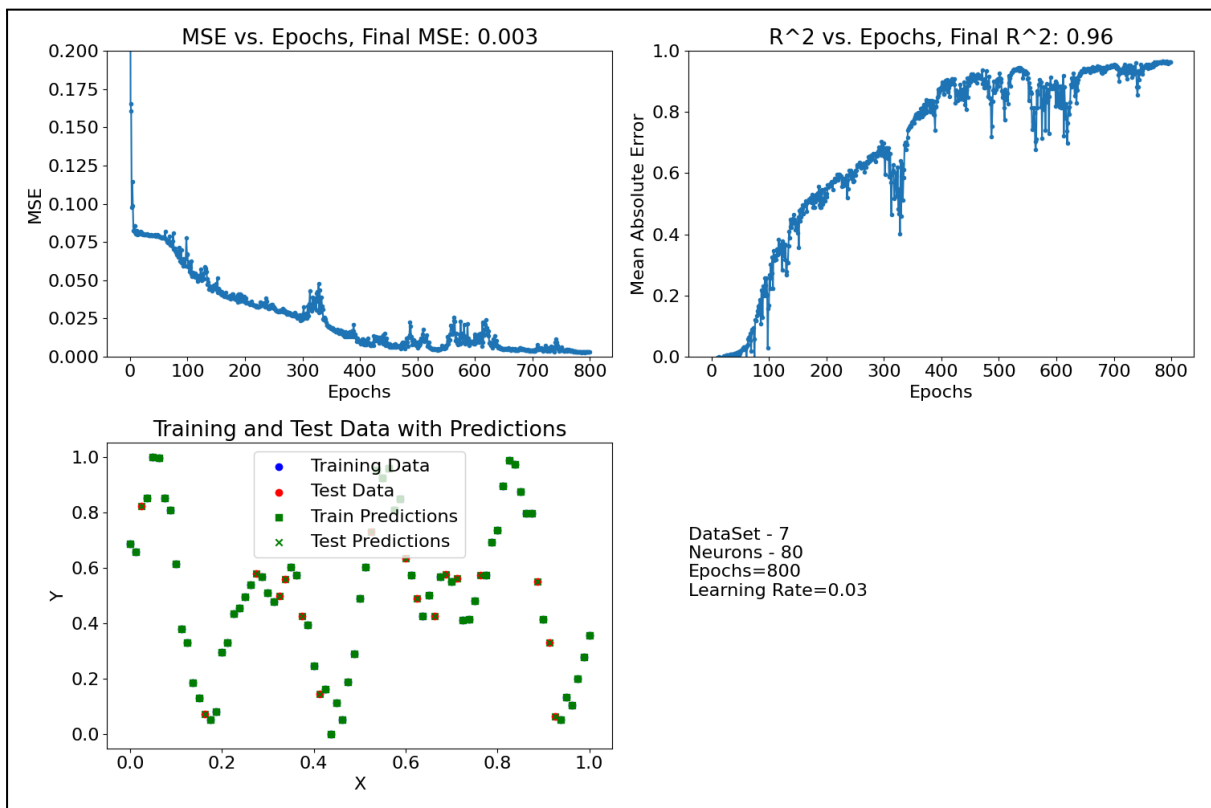 MSE vs. Epochs, Final MSE: 0.003
0.200
0.175
0.150
0.125
0.100
0.075
0.050
0.025
0.000
MSE
0 100 200 300 400 500 600 700 800
Epochs
R^2 vs. Epochs, Final R^2: 0.96
1.0
0.8
0.6
0.4
0.2
0.0
Mean Absolute Error
0 100 200 300 400 500 600 700 800
Epochs
Training and Test Data with Predictions
1.0
0.8
0.6
0.4
0.2
0.0
Y
Training Data
Test Data
Train Predictions
Test Predictions
0.0 0.2 0.4 0.6 0.8 1.0
X
DataSet - 7
Neurons - 80
Epochs=800
Learning Rate=0.03